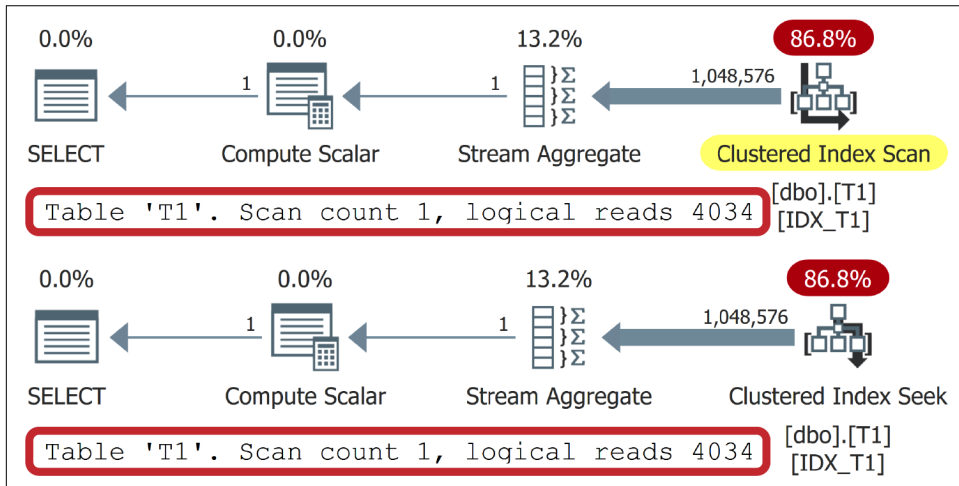 0.0% 0.0% 13.2% 86.8%
1 1 1,048,576
SELECT Compute Scalar Stream Aggregate Clustered Index Scan
[dbo].[T1]
Table 'T1'. Scan count 1, logical reads 4034
[IDX_T1]
0.0% 0.0% 13.2% 86.8%
1 1 1,048,576
SELECT Compute Scalar Stream Aggregate Clustered Index Seek
[dbo].[T1]
Table 'T1'. Scan count 1, logical reads 4034
[IDX_T1]